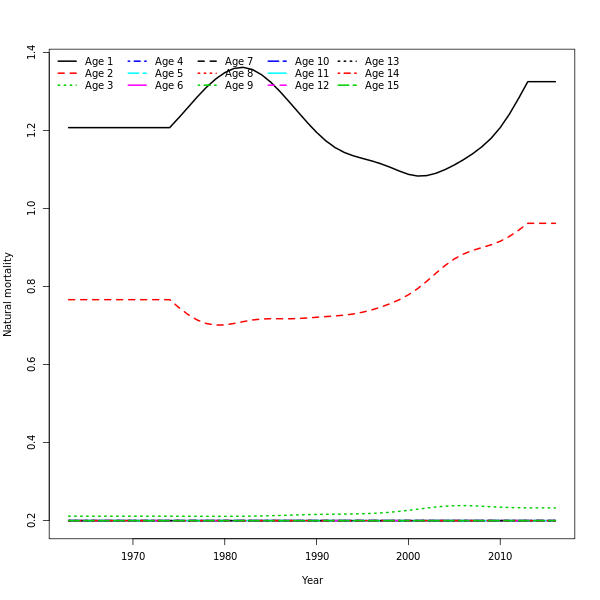 Age 1 Age 4 Age 7 Age 10 Age 13
Age 2 Age 5 Age 8 Age 11 Age 14
Age 3 Age 6 Age 9 Age 12 Age 15
1.4
1.2
1.0
0.8
0.6
0.4
0.2
Natural mortality
1970 1980 1990 2000 2010
Year